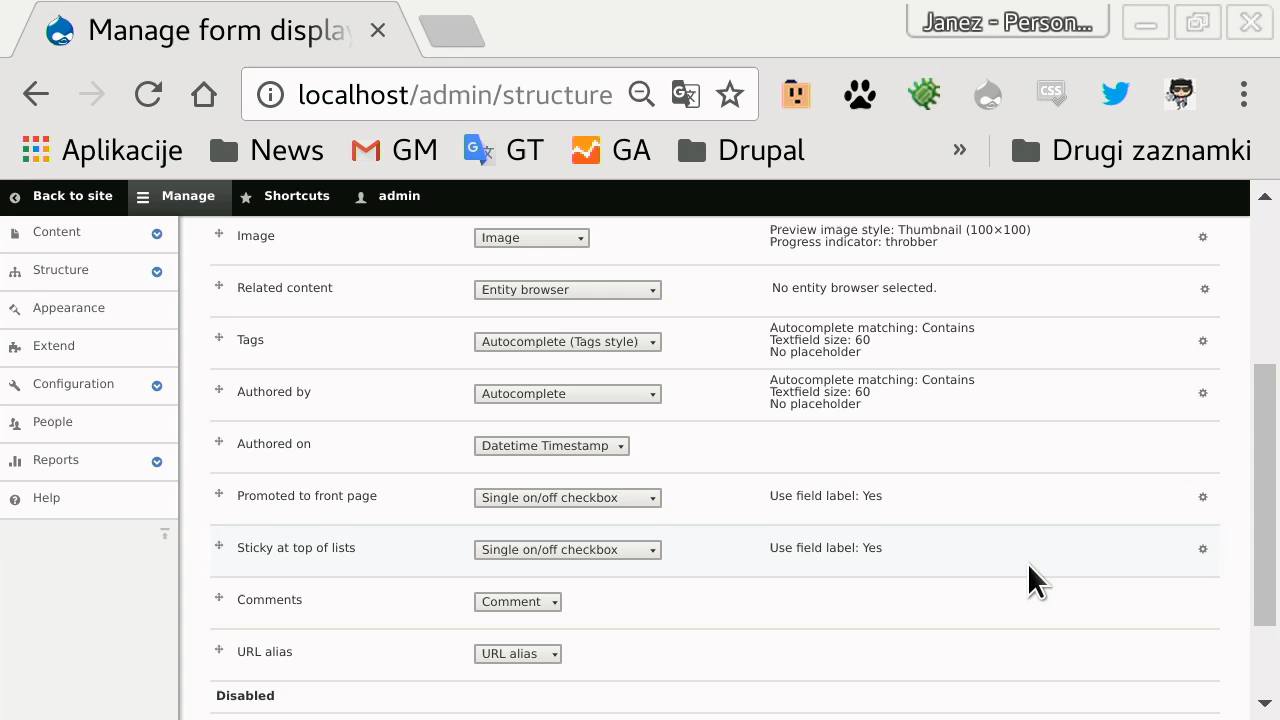 Manage form displa
Janez - Person...
localhost/admin/structure
CSS
Aplikacije
News
GM
GT
GA
Drupal
»
Drugi zaznamki
Back to site
Manage
Shortcuts
admin
Content
Structure
Appearance
Extend
Configuration
People
Reports
Help
Image
Image
Preview image style: Thumbnail (100×100)
Progress indicator: throbber
Related content
Entity browser
No entity browser selected.
Tags
Autocomplete (Tags style)
Autocomplete matching: Contains
Textfield size: 60
No placeholder
Authored by
Autocomplete
Autocomplete matching: Contains
Textfield size: 60
No placeholder
Authored on
Datetime Timestamp
Promoted to front page
Single on/off checkbox
Use field label: Yes
Sticky at top of lists
Single on/off checkbox
Use field label: Yes
Comments
Comment
URL alias
URL alias
Disabled